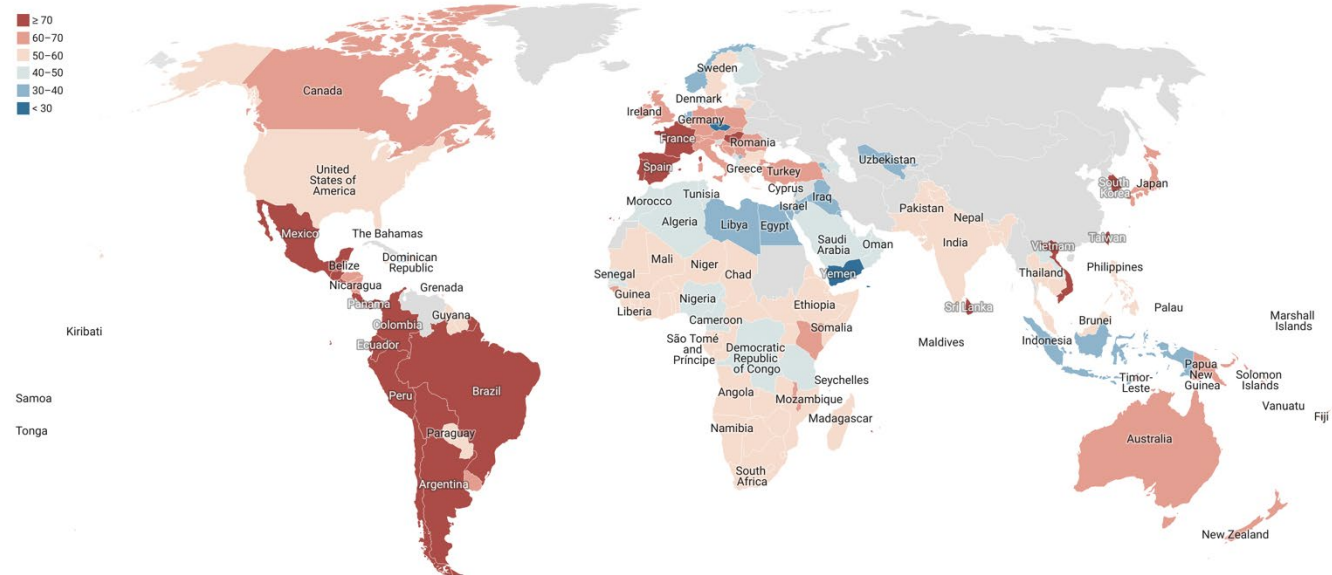 ≥ 70
60–70
50–60
40–50
30–40
< 30
Canada
United
States of
America
Mexico
The Bahamas
Belize
Dominican
Republic
Nicaragua
Grenada
Panama
Guyana
Colombia
Ecuador
Peru
Brazil
Paraguay
Argentina
Kiribati
Samoa
Tonga
Sweden
Denmark
Ireland
Germany
France
Romania
Spain
Greece
Turkey
Cyprus
Tunisia
Morocco
Israel
Iraq
Algeria
Libya
Egypt
Saudi
Arabia
Oman
Yemen
Uzbekistan
Pakistan
Nepal
India
Sri Lanka
Maldives
Mali
Niger
Chad
Senegal
Guinea
Liberia
Nigeria
Cameroon
Ethiopia
Somalia
São Tomé
and
Príncipe
Democratic
Republic
of Congo
Seychelles
Angola
Mozambique
Madagascar
Namibia
South
Africa
South
Korea
Japan
Taiwan
Vietnam
Thailand
Philippines
Palau
Brunei
Indonesia
Timor-
Leste
Papua
New
Guinea
Solomon
Islands
Marshall
Islands
Vanuatu
Fiji
Australia
New Zealand